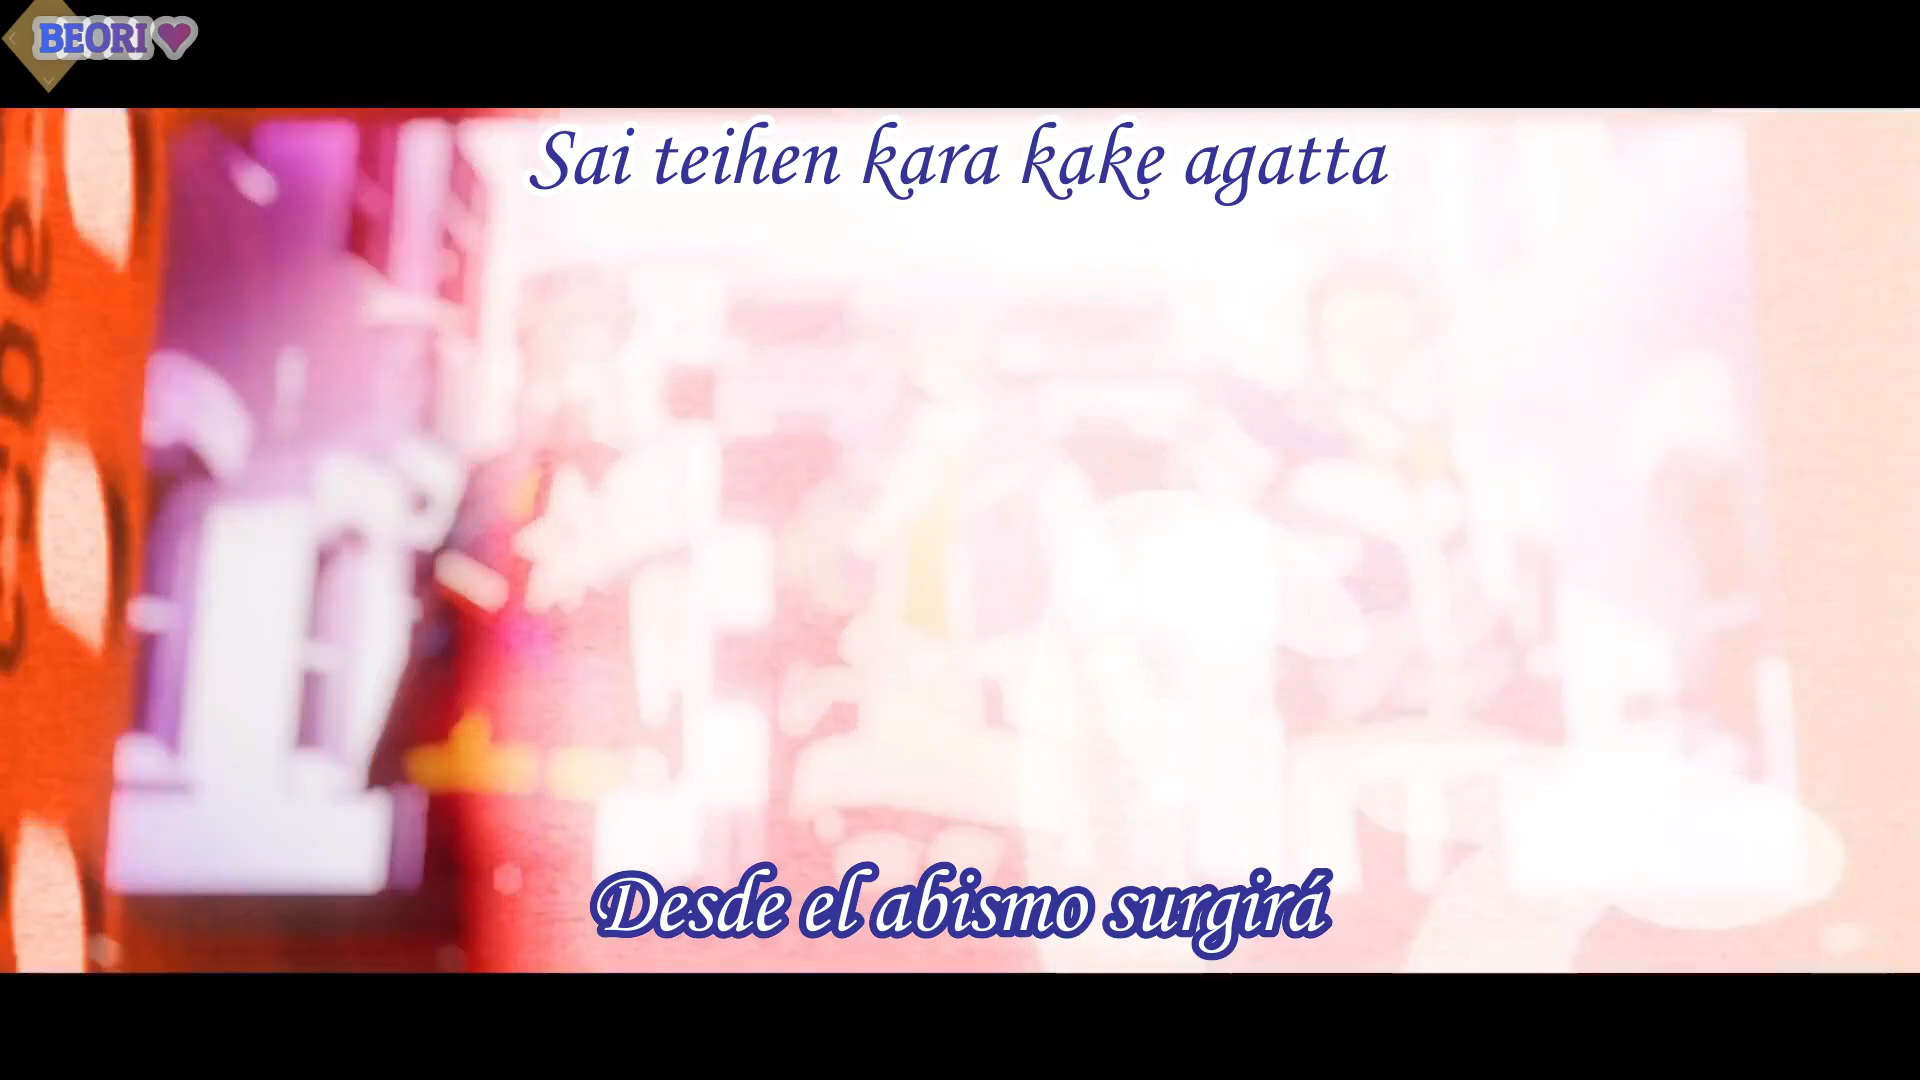 BEORI
Sai teihen kara kake agatta
Desde el abismo surgirá